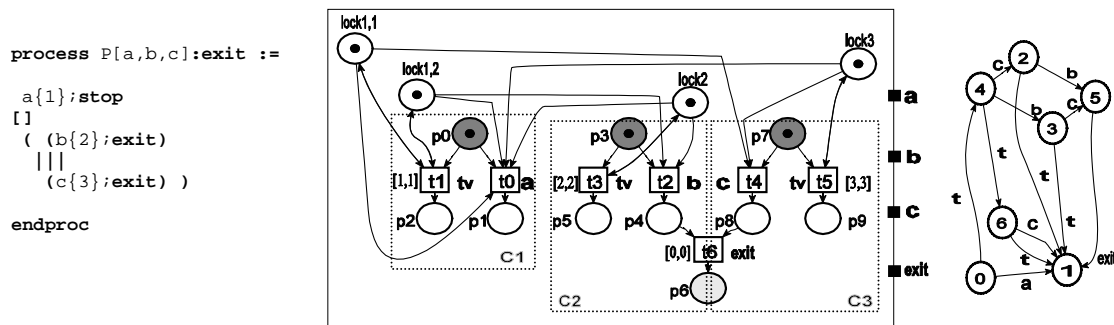 process P[a,b,c]:exit :=
a{1};stop
[]
( (b{2};exit)
|||
(c{3};exit) )
endproc
lock1,1
lock1,2
lock2
lock3
p0
p3
p7
[1,1] t1 tv t0 a
[2,2] t3 tv t2 b
c t4 tv t5 [3,3]
p2 p1 p5 p4 p8 p9
[0,0] t6 exit
p6
C1
C2
C3
a
b
c
exit
2
c
b
4
5
b
c
3
t
t
t
t
6
c
t
0
a
1
exit